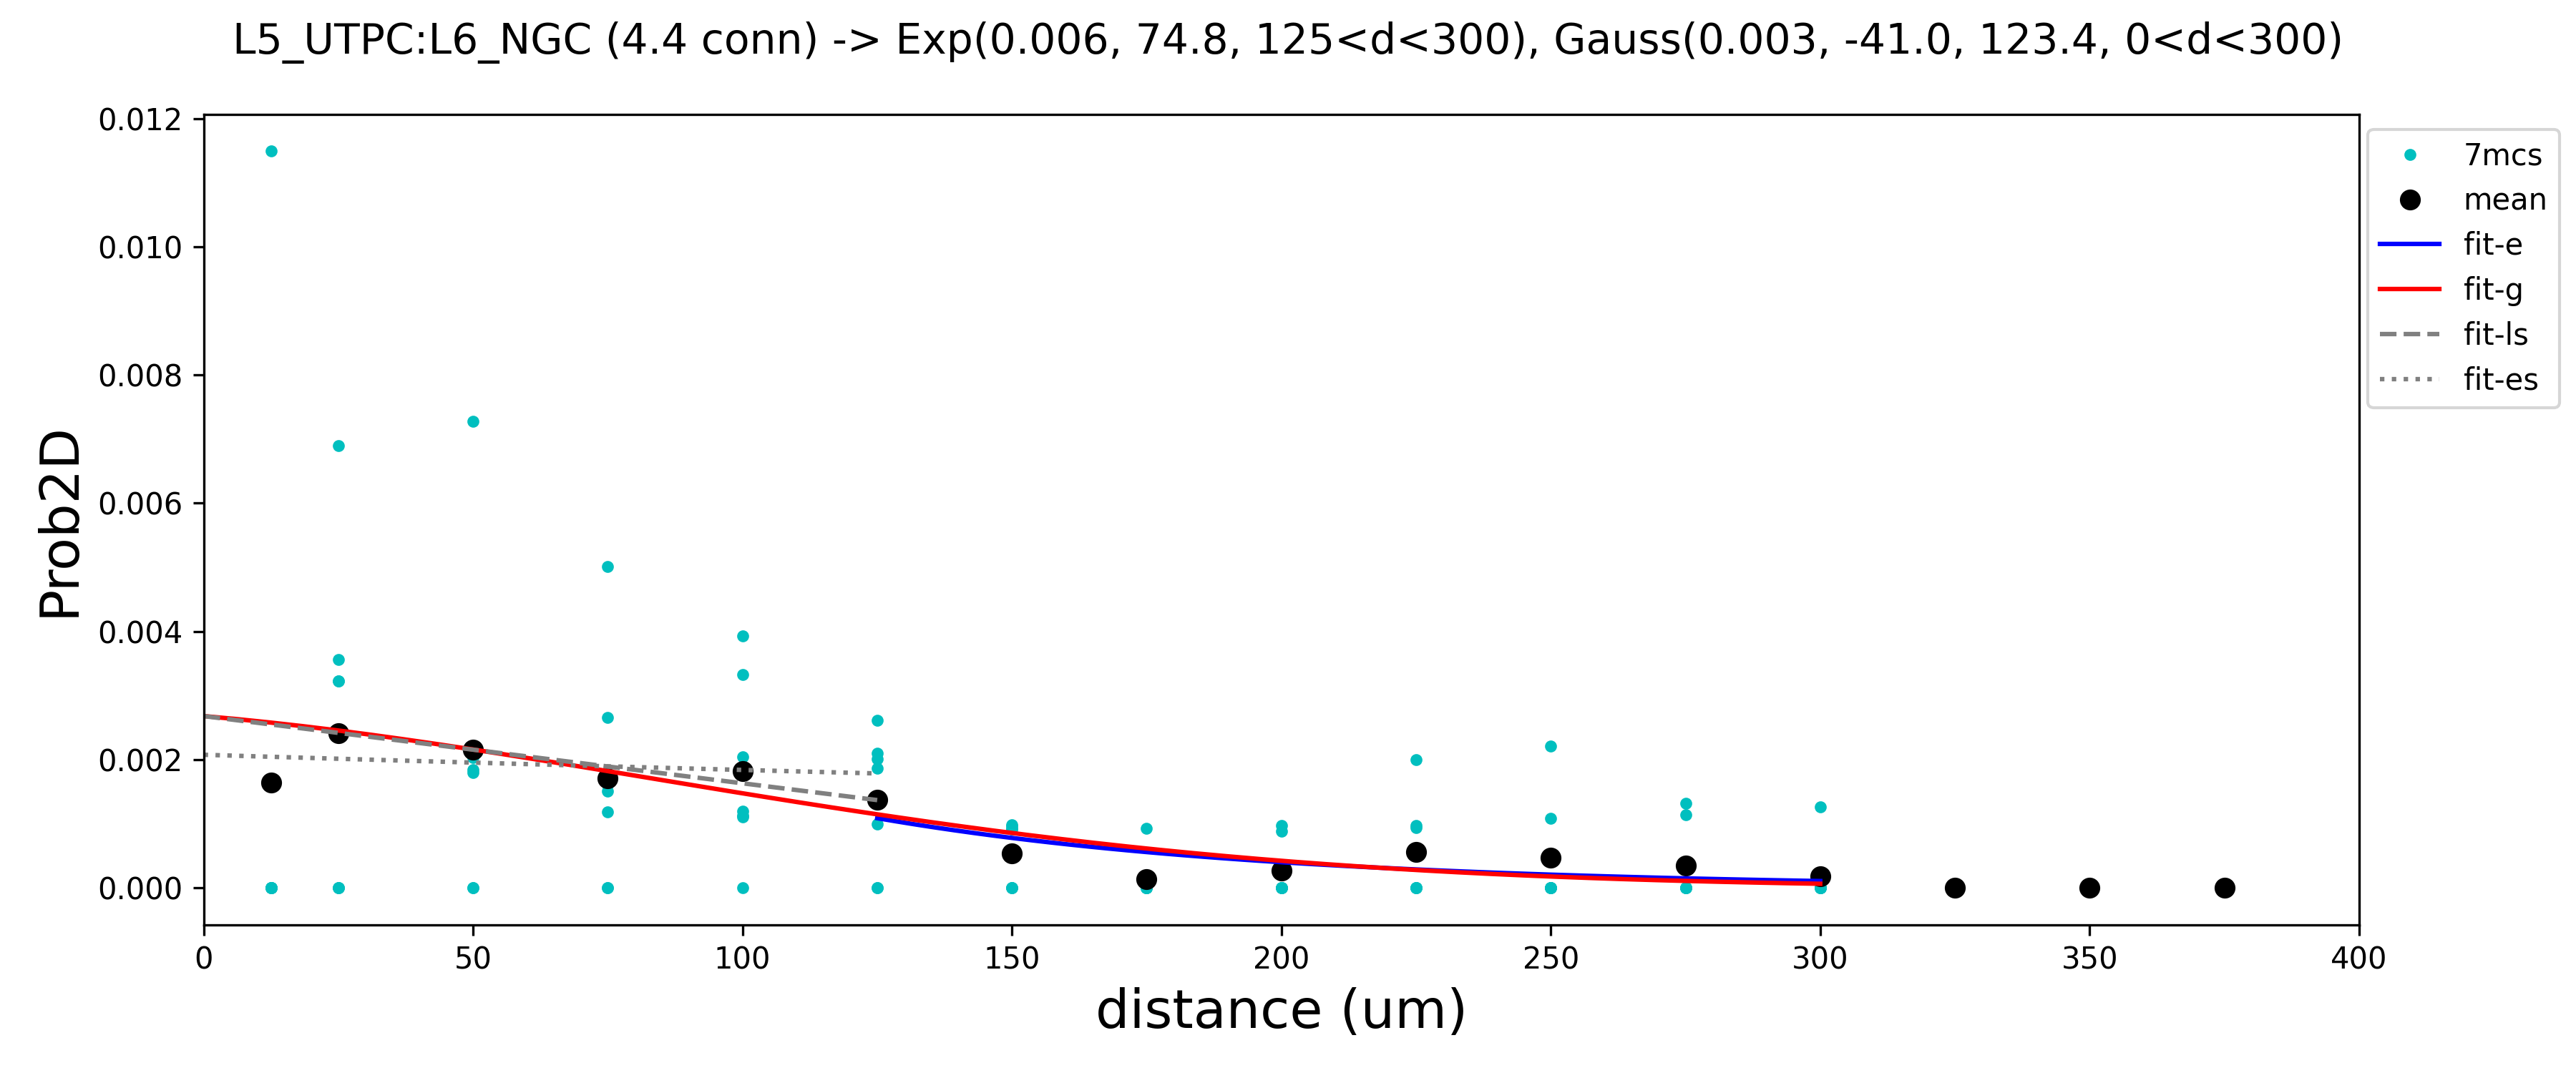 L5_UTPC:L6_NGC (4.4 conn) -> Exp(0.006, 74.8, 125<d<300), Gauss(0.003, -41.0, 123.4, 0<d<300)
0.012
0.010
0.008
0.006
0.004
0.002
0.000
Prob2D
0 50 100 150 200 250 300 350 400
distance (um)
7mcs
mean
fit-e
fit-g
fit-ls
fit-es